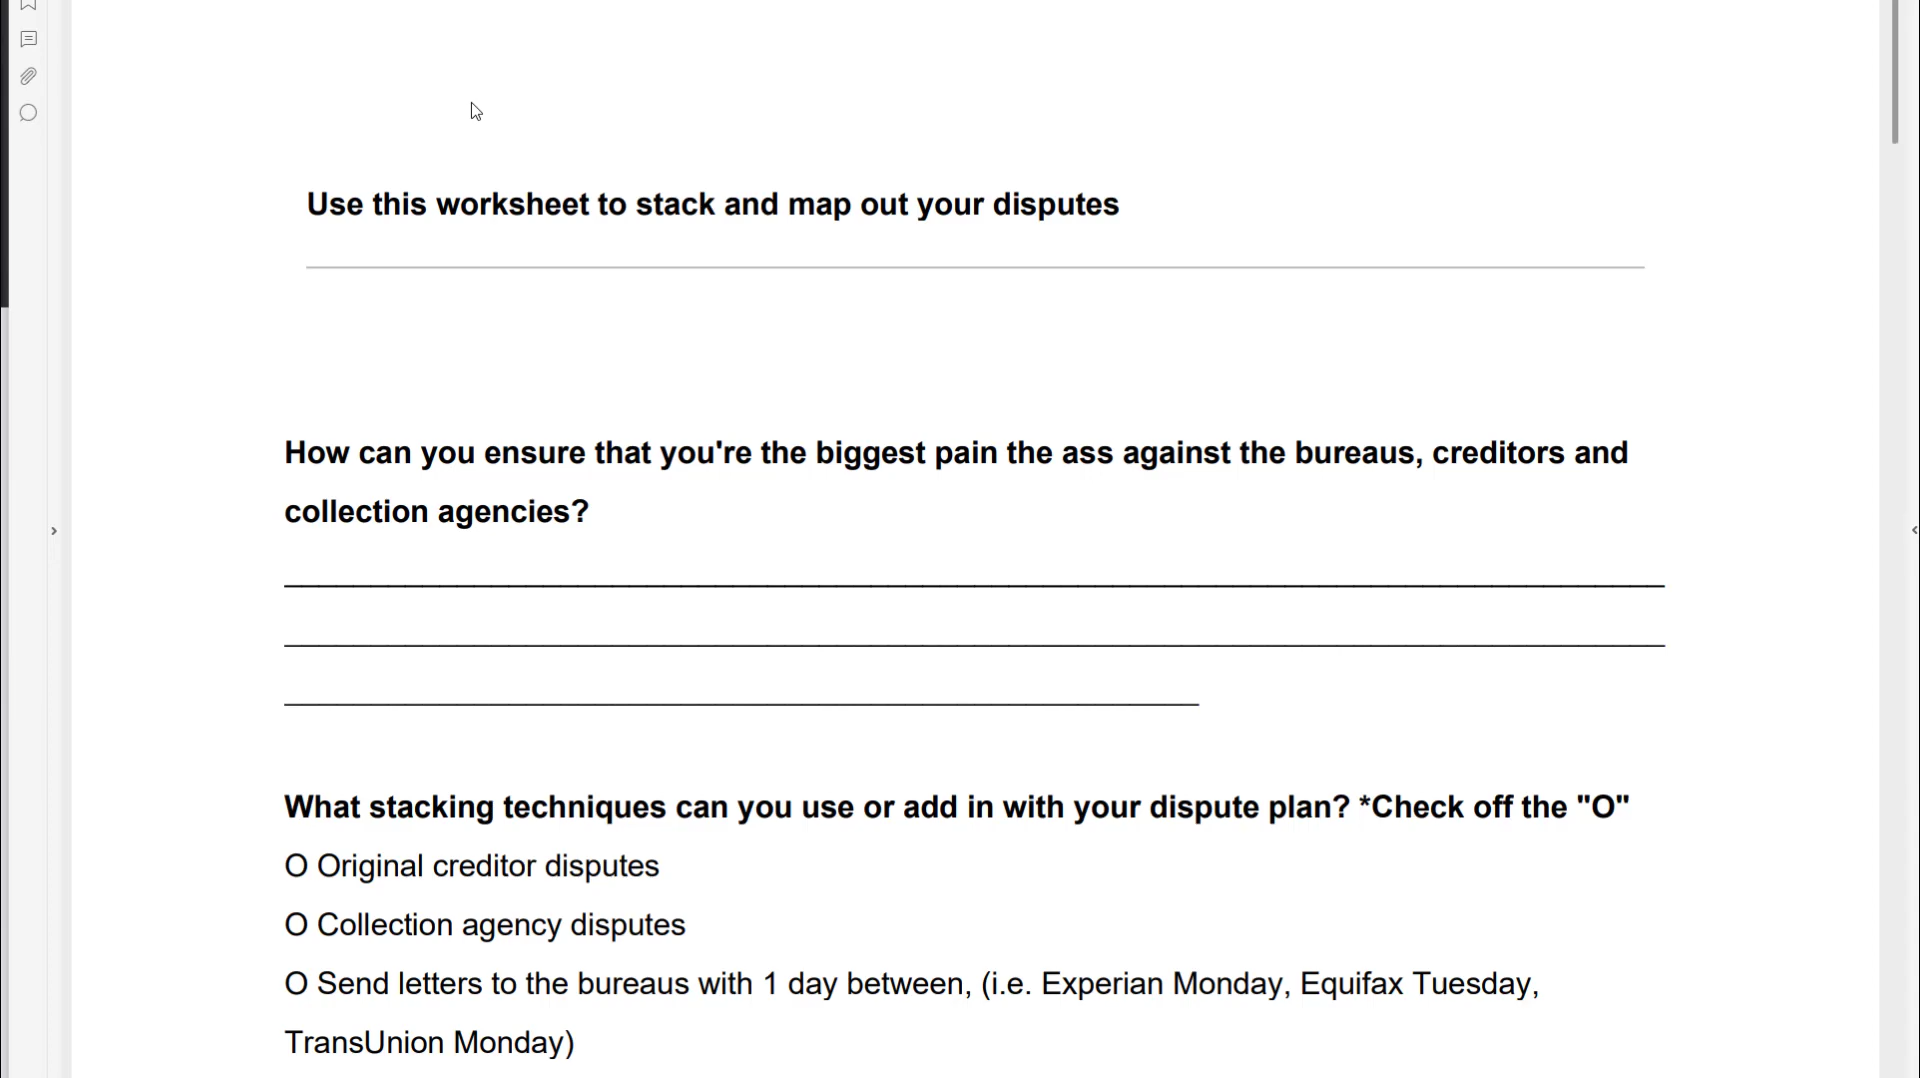 Use this worksheet to stack and map out your disputes
How can you ensure that you're the biggest pain the ass against the bureaus, creditors and
collection agencies?
What stacking techniques can you use or add in with your dispute plan? *Check off the "O"
O Original creditor disputes
O Collection agency disputes
O Send letters to the bureaus with 1 day between, (i.e. Experian Monday, Equifax Tuesday,
TransUnion Monday)